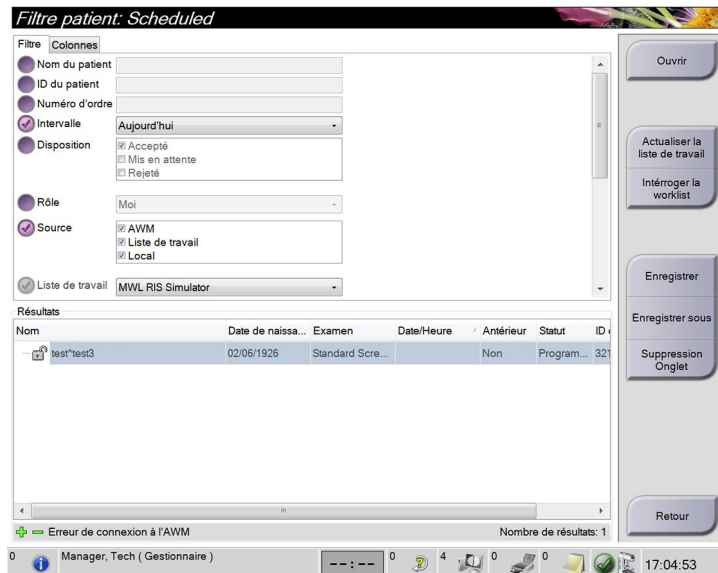 Filtre patient: Scheduled
Filtre Colonnes
Nom du patient
ID du patient
Numéro d'ordre
Intervalle Aujourd'hui
Disposition Accepté
Mis en attente
Rejeté
Rôle Moi
Source AWM
Liste de travail
Local
Liste de travail MWL RIS Simulator
Résultats
Nom Date de naissa... Examen Date/Heure Antérieur Statut ID
test^test3 02/06/1926 Standard Scre... Non Program... 321
Erreur de connexion à l'AWM Nombre de résultats: 1
Ouvrir
Actualiser la
liste de travail
Intérroger la
worklist
Enregistrer
Enregistrer sous
Suppression
Onglet
Retour
0 Manager, Tech ( Gestionnaire ) --:-- 0 4 0 0 17:04:53